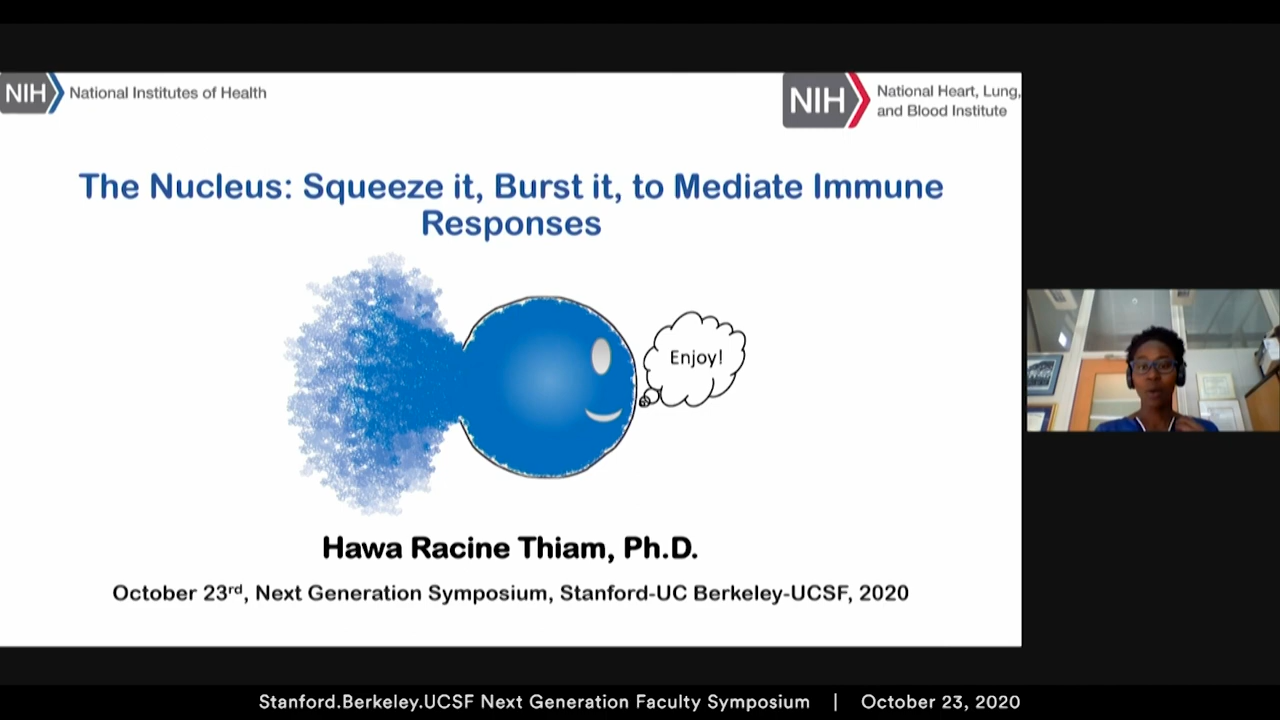 NIH National Institutes of Health
NIH National Heart, Lung,
and Blood Institute
The Nucleus: Squeeze it, Burst it, to Mediate Immune
Responses
Enjoy!
Hawa Racine Thiam, Ph.D.
October 23rd, Next Generation Symposium, Stanford-UC Berkeley-UCSF, 2020
Stanford.Berkeley.UCSF Next Generation Faculty Symposium | October 23, 2020